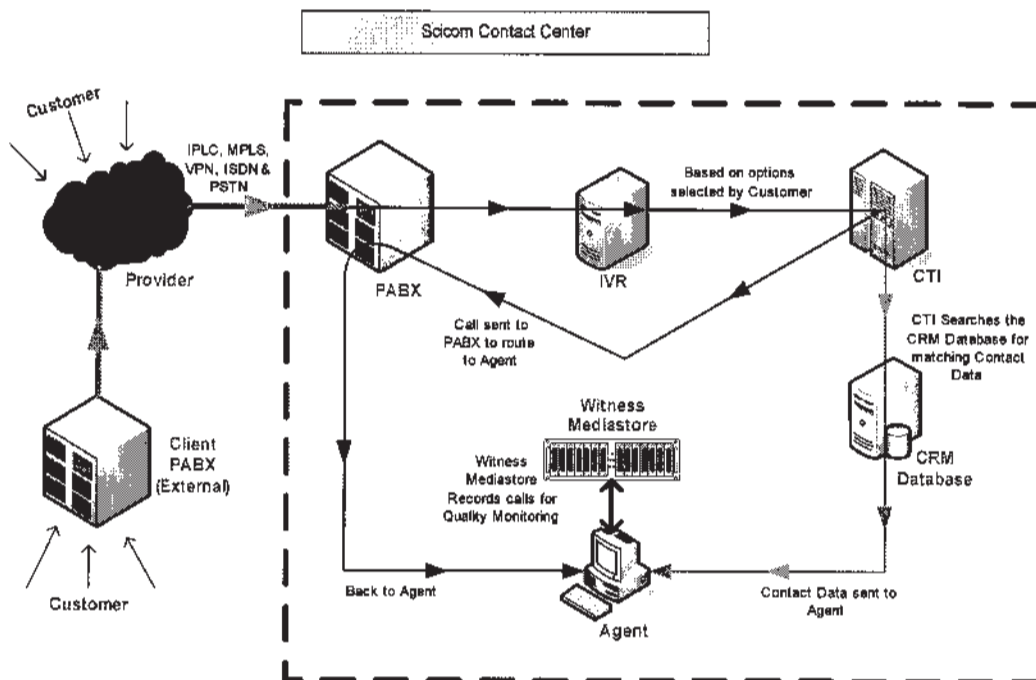 Scicom Contact Center
Customer
IPLC, MPLS,
VPN, ISDN &
PSTN
Provider
PABX
IVR
Based on options
selected by Customer
CTI
Call sent to
PABX to route
to Agent
CTI Searches the
CRM Database for
matching Contact
Data
Client
PABX
(External)
Customer
Witness
Mediastore
Witness
Mediastore
Records calls for
Quality Monitoring
CRM
Database
Back to Agent
Agent
Contact Data sent to
Agent